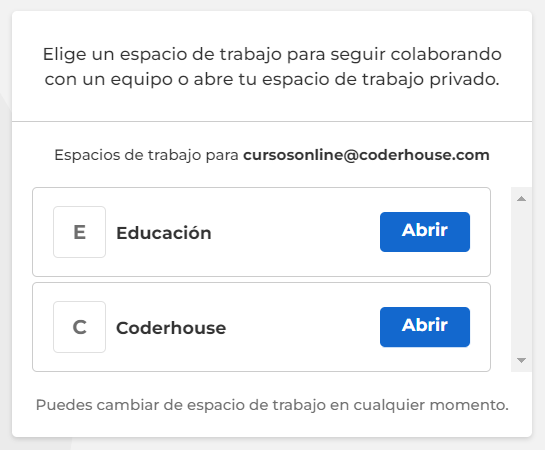 Elige un espacio de trabajo para seguir colaborando
con un equipo o abre tu espacio de trabajo privado.
Espacios de trabajo para cursosonline@coderhouse.com
E Educación Abrir
C Coderhouse Abrir
Puedes cambiar de espacio de trabajo en cualquier momento.